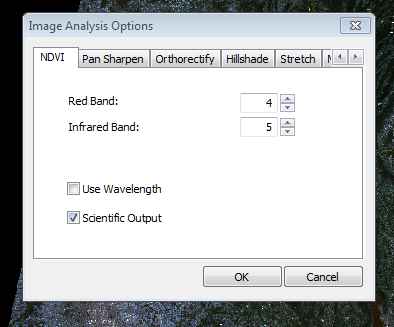 Image Analysis Options
NDVI Pan Sharpen Orthorectify Hillshade Stretch
Red Band: 4
Infrared Band: 5
Use Wavelength
Scientific Output
OK Cancel